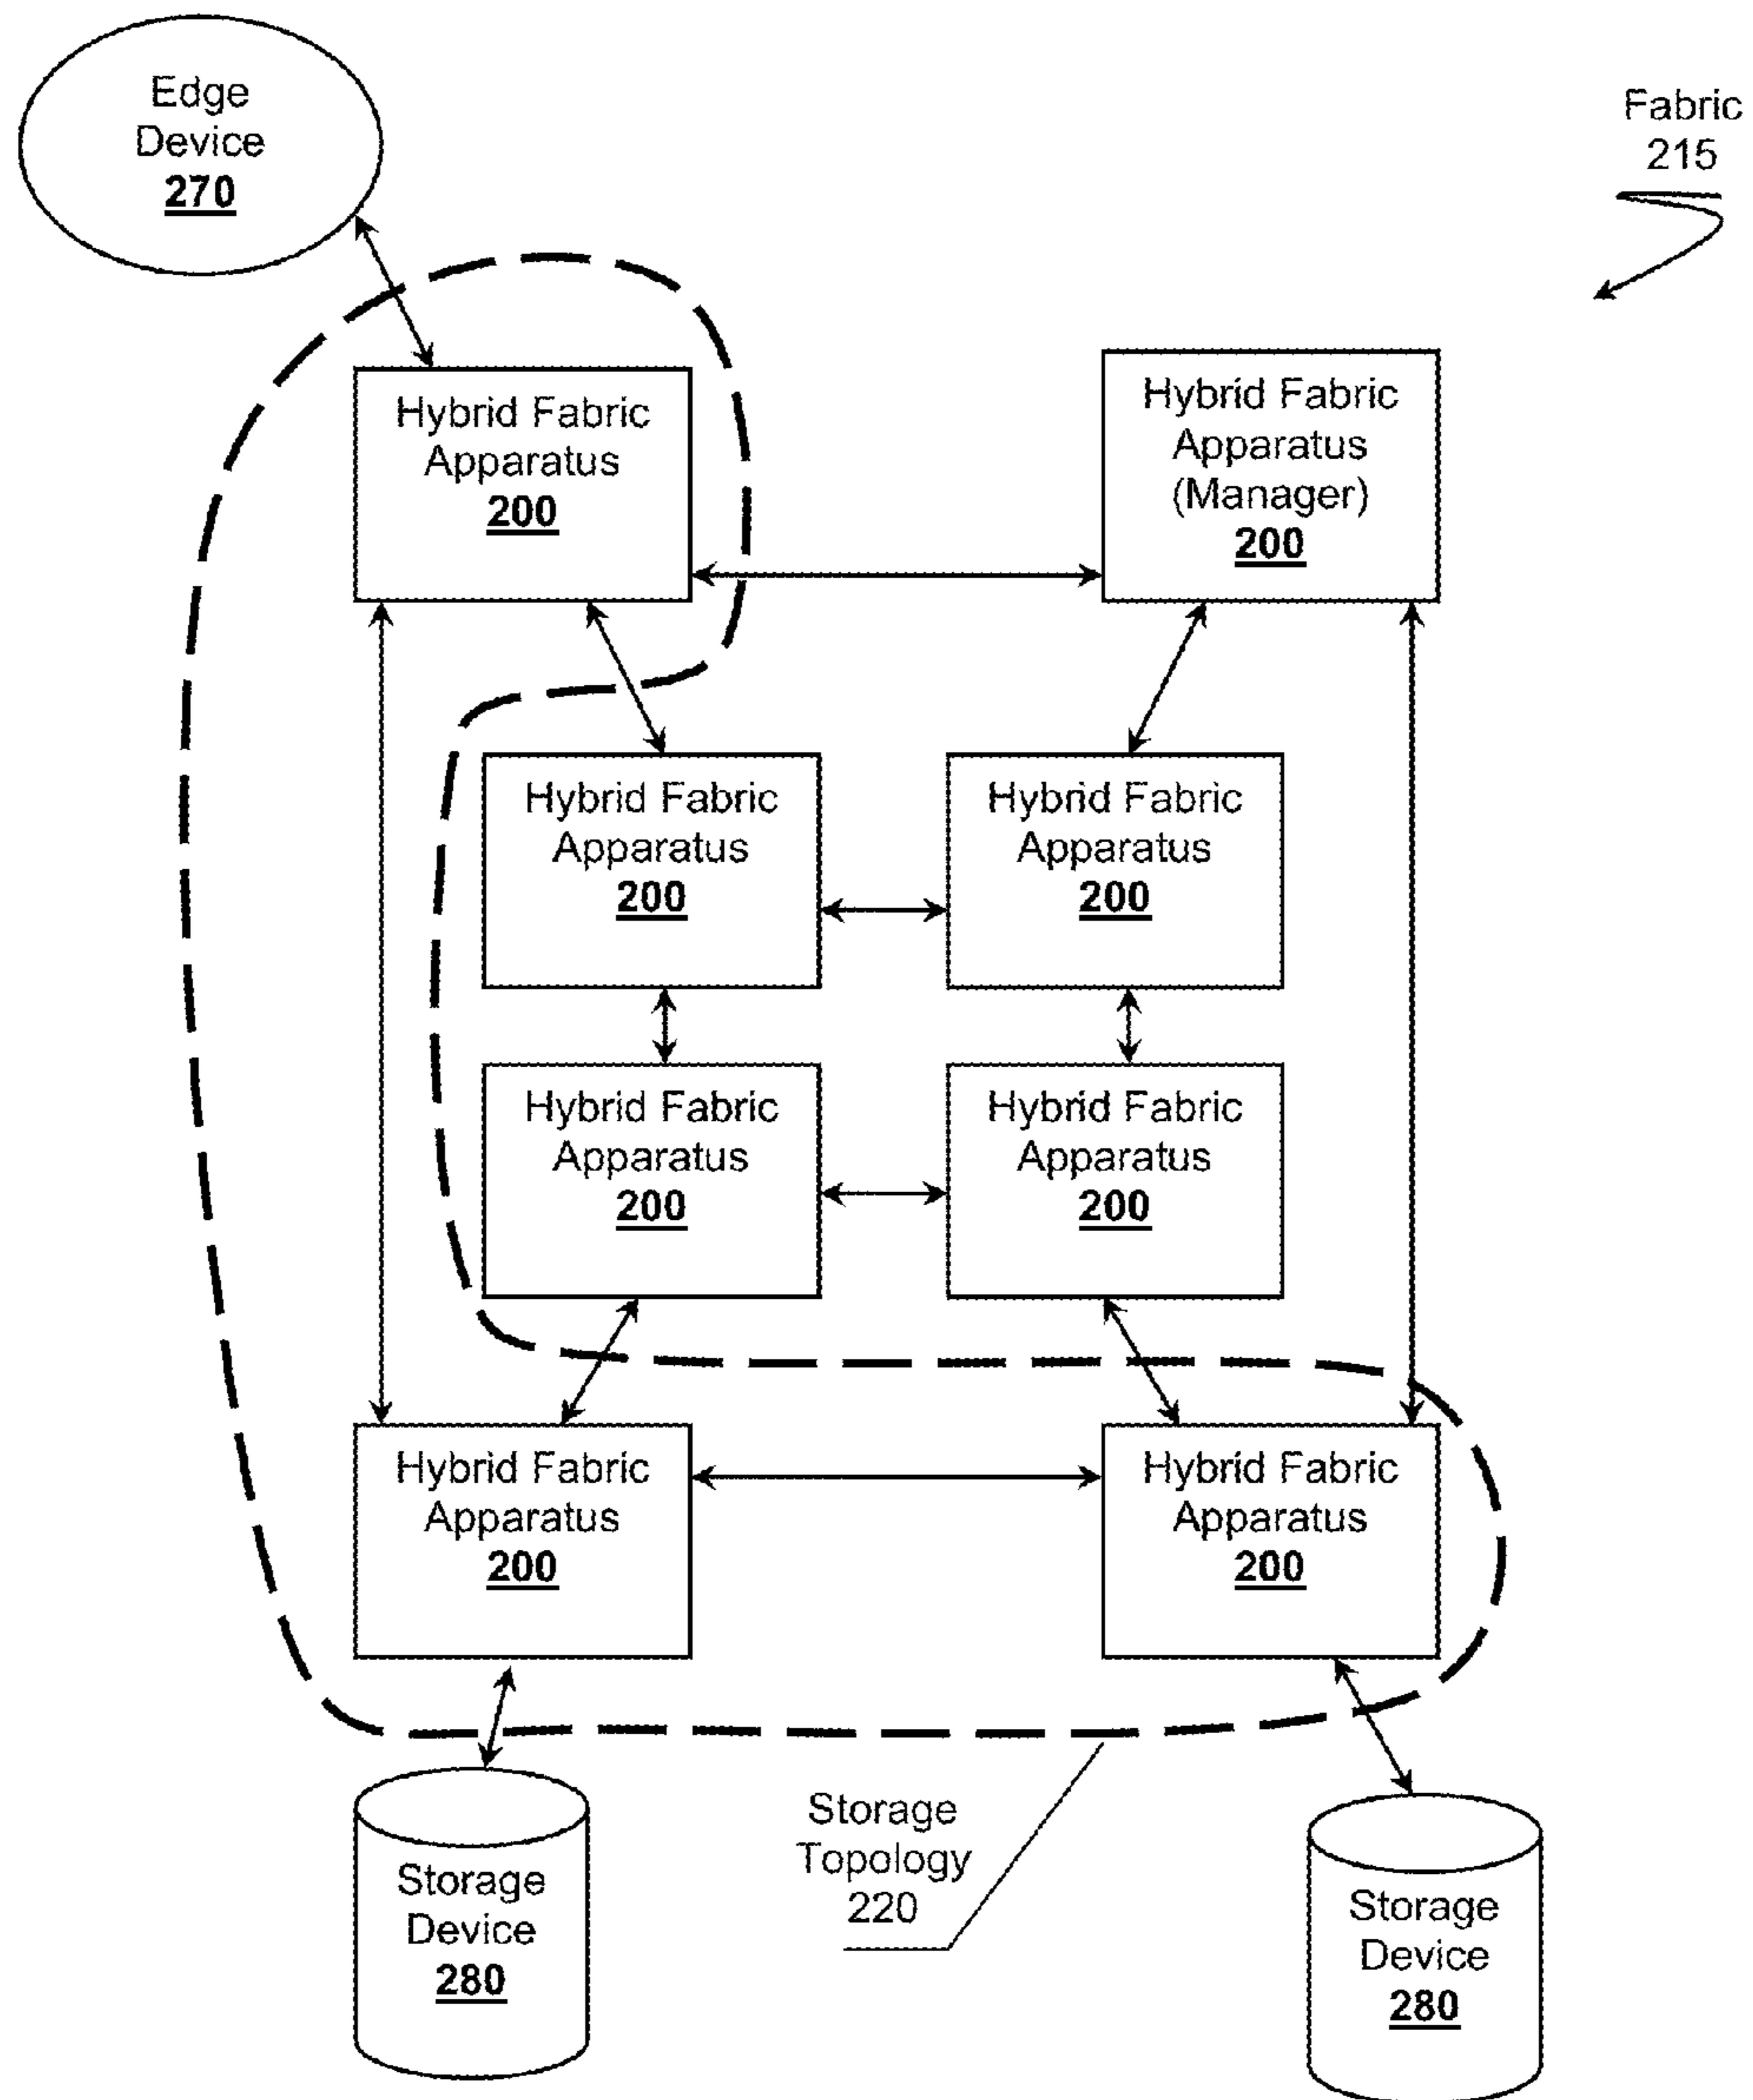 Edge
Device
270
Fabric
215
Hybrid Fabric
Apparatus
200
Hybrid Fabric
Apparatus
(Manager)
200
Hybrid Fabric
Apparatus
200
Hybrid Fabric
Apparatus
200
Hybrid Fabric
Apparatus
200
Hybrid Fabric
Apparatus
200
Hybrid Fabric
Apparatus
200
Hybrid Fabric
Apparatus
200
Storage
Topology
220
Storage
Device
280
Storage
Device
280